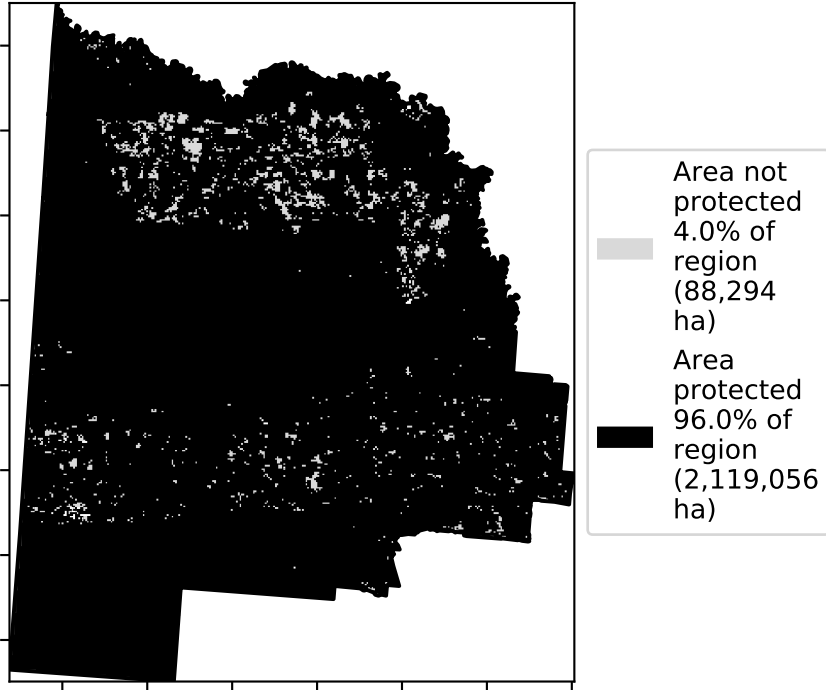 Area not
protected
4.0% of
region
(88,294
ha)
Area
protected
96.0% of
region
(2,119,056
ha)